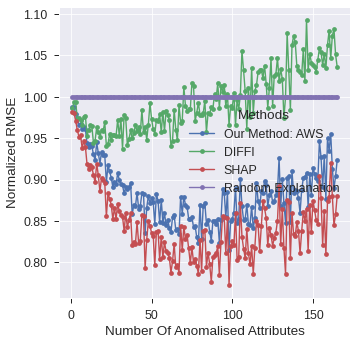 1.10
1.05
1.00
0.95
0.90
0.85
0.80
Normalized RMSE
Methods
Our Method: AWS
DIFFI
SHAP
Random Explanation
0
50
100
150
Number Of Anomalised Attributes